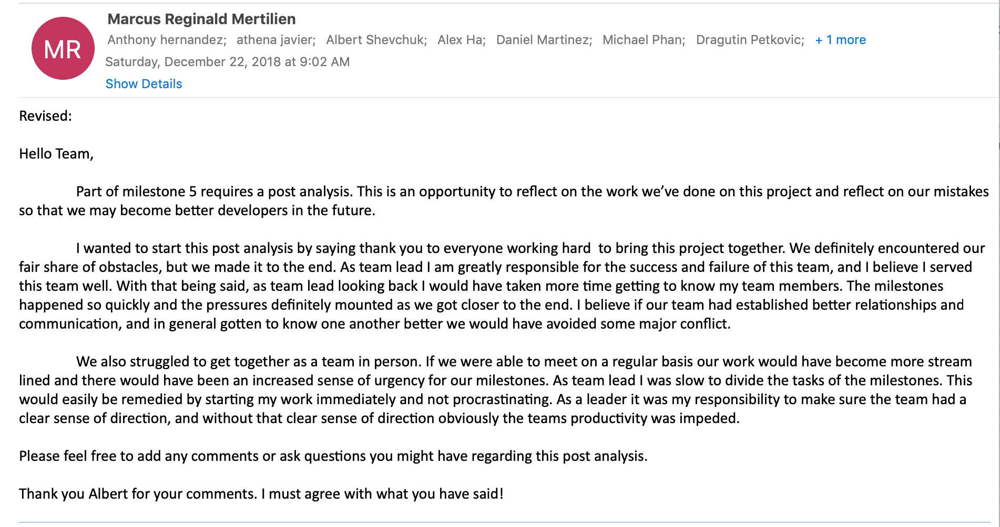 Marcus Reginald Mertilien
MR
Anthony hernandez; athena javier; Albert Shevchuk; Alex Ha; Daniel Martinez; Michael Phan; Dragutin Petkovic; + 1 more
Saturday, December 22, 2018 at 9:02 AM
Show Details
Revised:
Hello Team,
Part of milestone 5 requires a post analysis. This is an opportunity to reflect on the work we’ve done on this project and reflect on our mistakes
so that we may become better developers in the future.
I wanted to start this post analysis by saying thank you to everyone working hard  to bring this project together. We definitely encountered our
fair share of obstacles, but we made it to the end. As team lead I am greatly responsible for the success and failure of this team, and I believe I served
this team well. With that being said, as team lead looking back I would have taken more time getting to know my team members. The milestones
happened so quickly and the pressures definitely mounted as we got closer to the end. I believe if our team had established better relationships and
communication, and in general gotten to know one another better we would have avoided some major conflict.
We also struggled to get together as a team in person. If we were able to meet on a regular basis our work would have become more stream
lined and there would have been an increased sense of urgency for our milestones. As team lead I was slow to divide the tasks of the milestones. This
would easily be remedied by starting my work immediately and not procrastinating. As a leader it was my responsibility to make sure the team had a
clear sense of direction, and without that clear sense of direction obviously the teams productivity was impeded.
Please feel free to add any comments or ask questions you might have regarding this post analysis.
Thank you Albert for your comments. I must agree with what you have said!